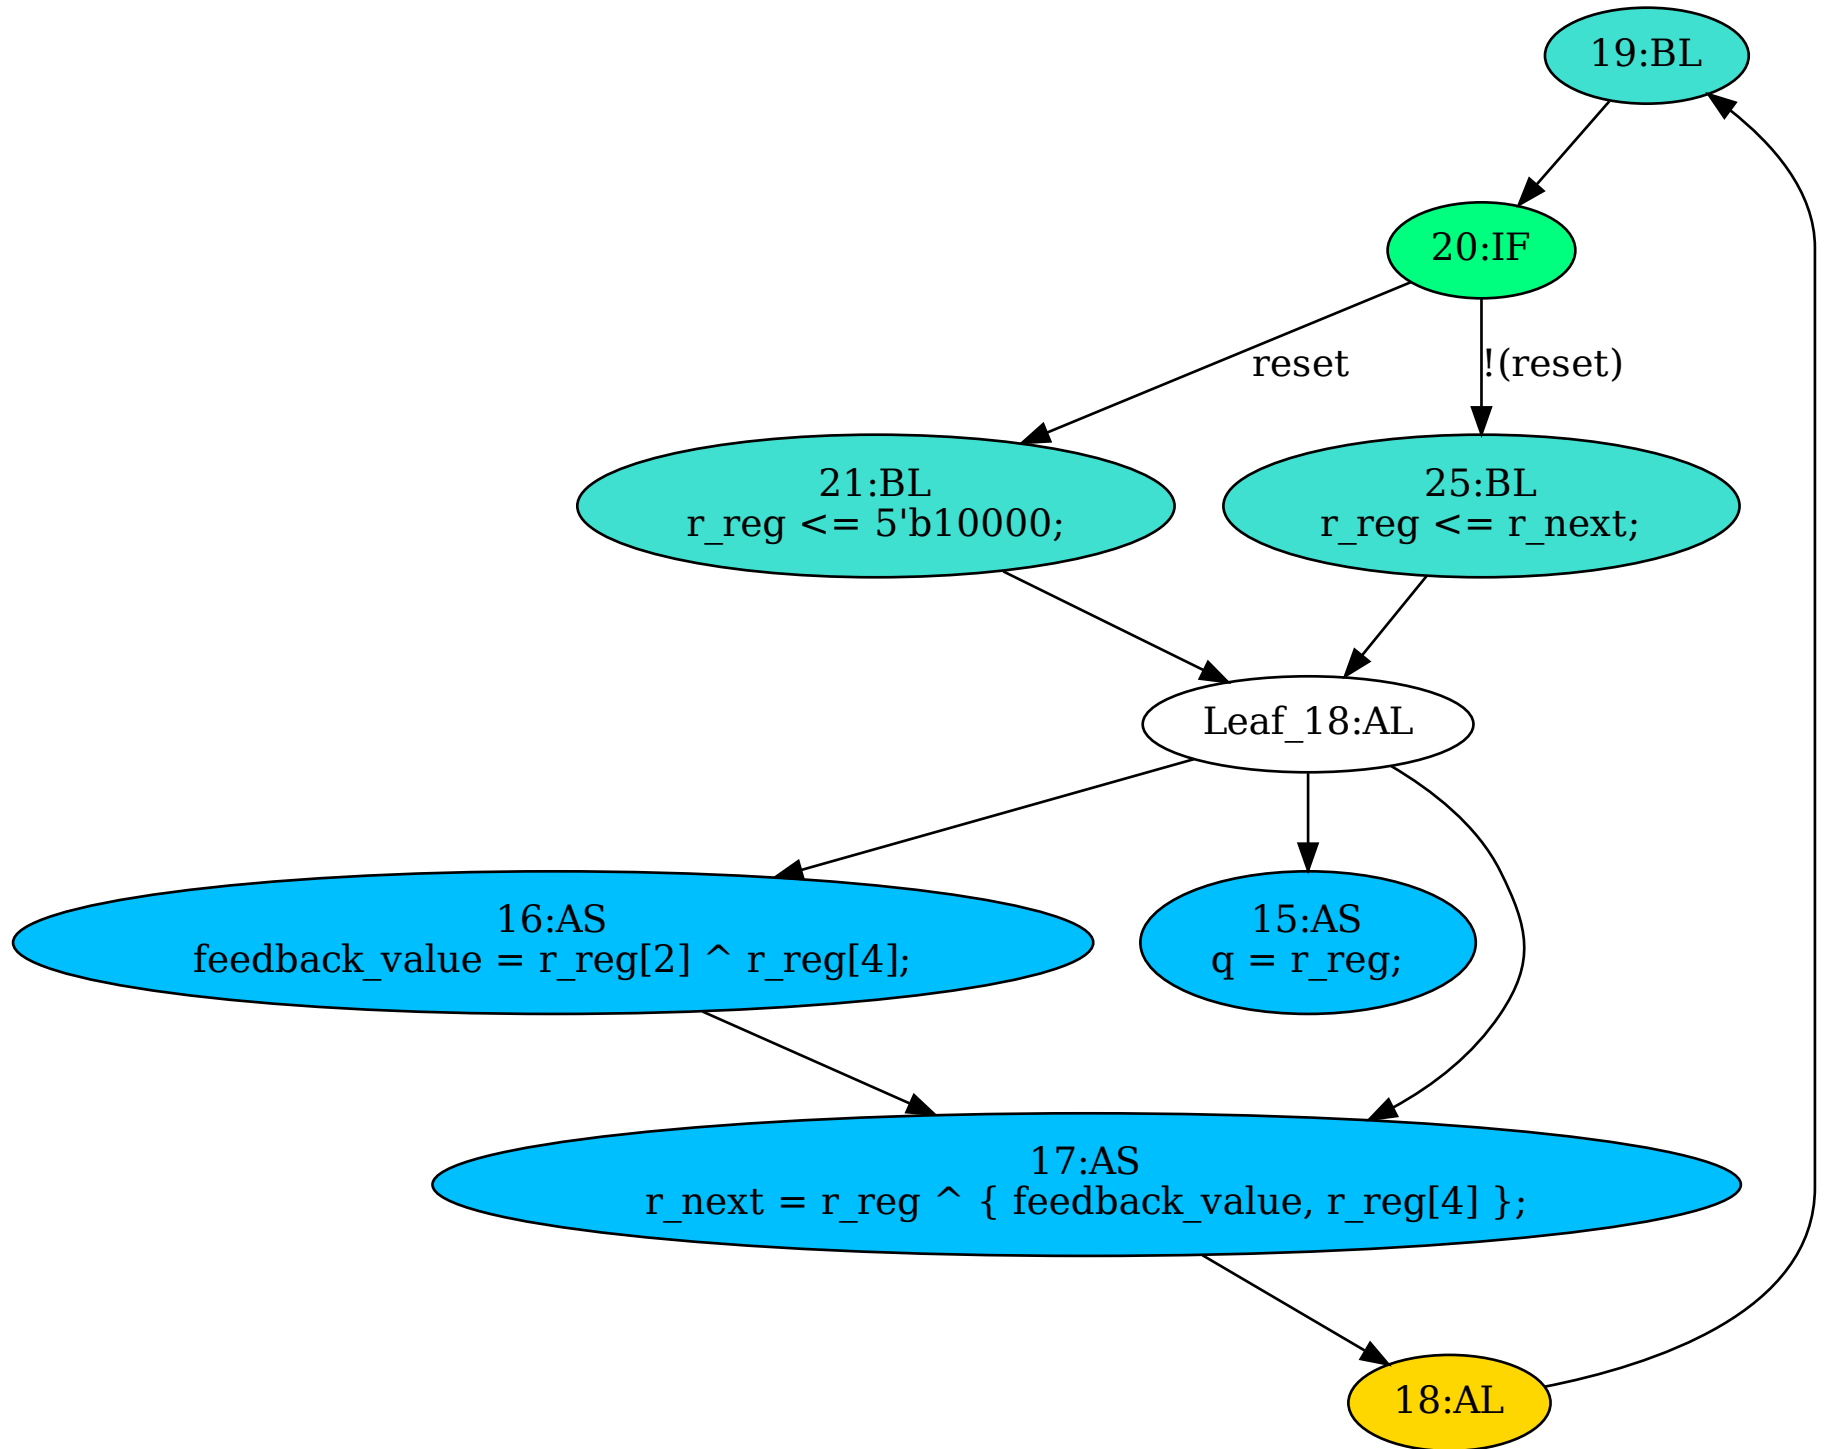 19:BL
20:IF
reset
!(reset)
21:BL
r_reg <= 5'b10000;
25:BL
r_reg <= r_next;
Leaf_18:AL
16:AS
feedback_value = r_reg[2] ^ r_reg[4];
15:AS
q = r_reg;
17:AS
r_next = r_reg ^ { feedback_value, r_reg[4] };
18:AL